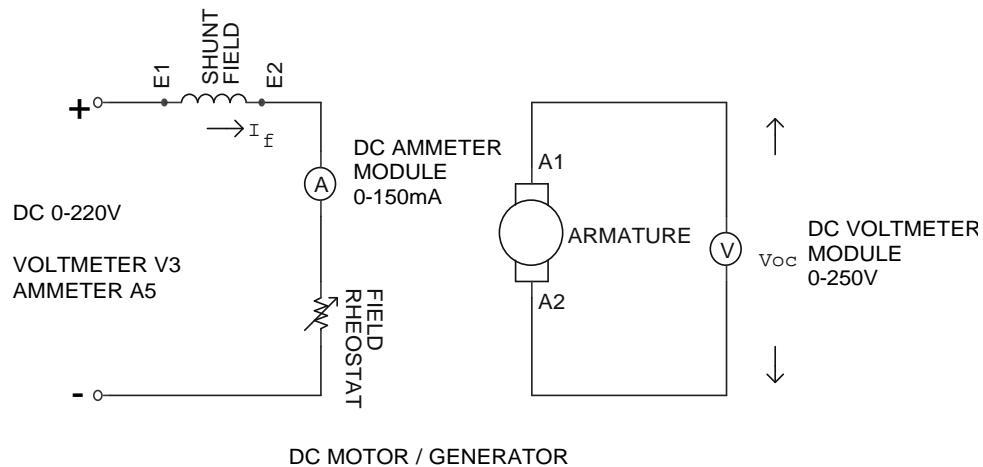 E1
SHUNT
FIELD
E2
+
I_f
DC AMMETER
MODULE
0-150mA
A
DC 0-220V
VOLTMETER V3
AMMETER A5
FIELD
RHEOSTAT
-
A1
ARMATURE
A2
V
Voc
DC VOLTMETER
MODULE
0-250V
DC MOTOR / GENERATOR